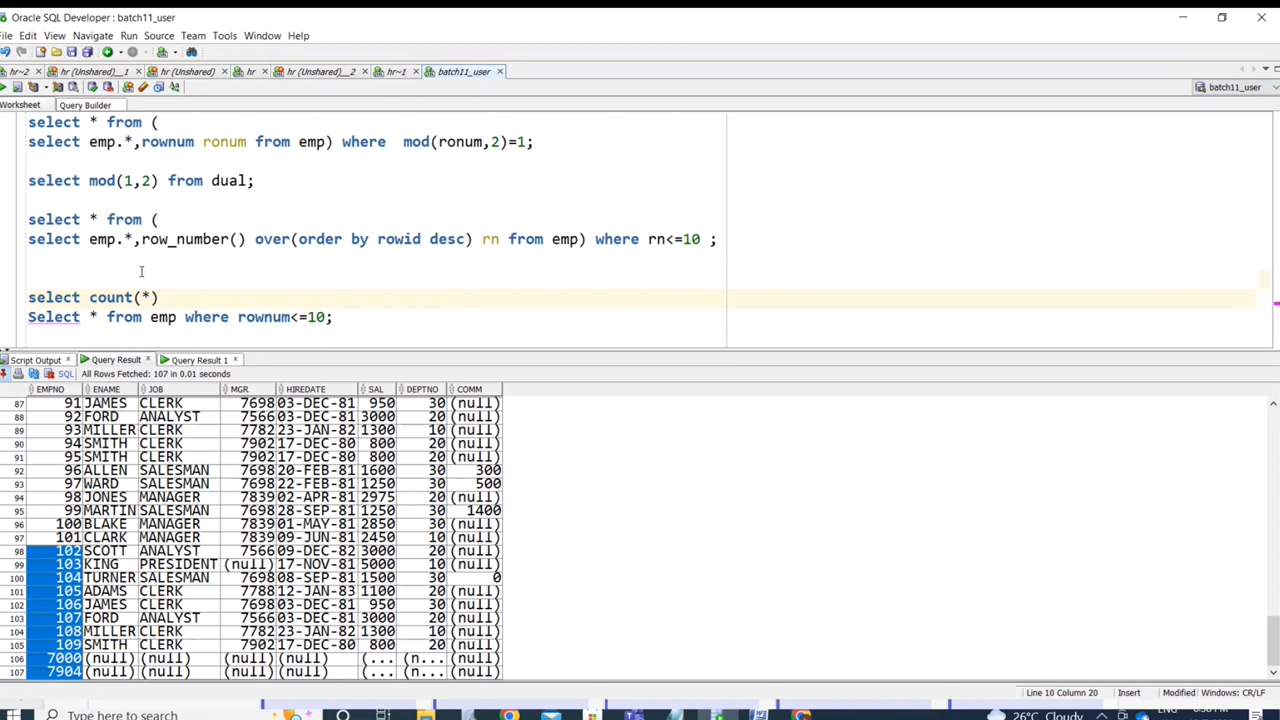 Oracle SQL Developer : batch11_user
File Edit View Navigate Run Source Team Tools Window Help
hr~2 hr (Unshared)__1 hr (Unshared) hr hr (Unshared)__2 hr~1 batch11_user
batch11_user
Worksheet Query Builder
select * from (
select emp.*,rownum ronum from emp) where mod(ronum,2)=1;
select mod(1,2) from dual;
select * from (
select emp.*,row_number() over(order by rowid desc) rn from emp) where rn<=10 ;
select count(*)
Select * from emp where rownum<=10;
Script Output Query Result Query Result 1
SQL All Rows Fetched: 107 in 0.01 seconds
EMPNO ENAME JOB MGR HIREDATE SAL DEPTNO COMM
87 91 JAMES CLERK 7698 03-DEC-81 950 30 (null)
88 92 FORD ANALYST 7566 03-DEC-81 3000 20 (null)
89 93 MILLER CLERK 7782 23-JAN-82 1300 10 (null)
90 94 SMITH CLERK 7902 17-DEC-80 800 20 (null)
91 95 SMITH CLERK 7902 17-DEC-80 800 20 (null)
92 96 ALLEN SALESMAN 7698 20-FEB-81 1600 30 300
93 97 WARD SALESMAN 7698 22-FEB-81 1250 30 500
94 98 JONES MANAGER 7839 02-APR-81 2975 20 (null)
95 99 MARTIN SALESMAN 7698 28-SEP-81 1250 30 1400
96 100 BLAKE MANAGER 7839 01-MAY-81 2850 30 (null)
97 101 CLARK MANAGER 7839 09-JUN-81 2450 10 (null)
98 102 SCOTT ANALYST 7566 09-DEC-82 3000 20 (null)
99 103 KING PRESIDENT (null) 17-NOV-81 5000 10 (null)
100 104 TURNER SALESMAN 7698 08-SEP-81 1500 30 0
101 105 ADAMS CLERK 7788 12-JAN-83 1100 20 (null)
102 106 JAMES CLERK 7698 03-DEC-81 950 30 (null)
103 107 FORD ANALYST 7566 03-DEC-81 3000 20 (null)
104 108 MILLER CLERK 7782 23-JAN-82 1300 10 (null)
105 109 SMITH CLERK 7902 17-DEC-80 800 20 (null)
106 7000 (null) (null) (null) (null) (... (n... (null)
107 7904 (null) (null) (null) (null) (... (n... (null)
Line 10 Column 20 Insert Modified Windows: CR/LF
Type here to search 26°C Cloudy ENG